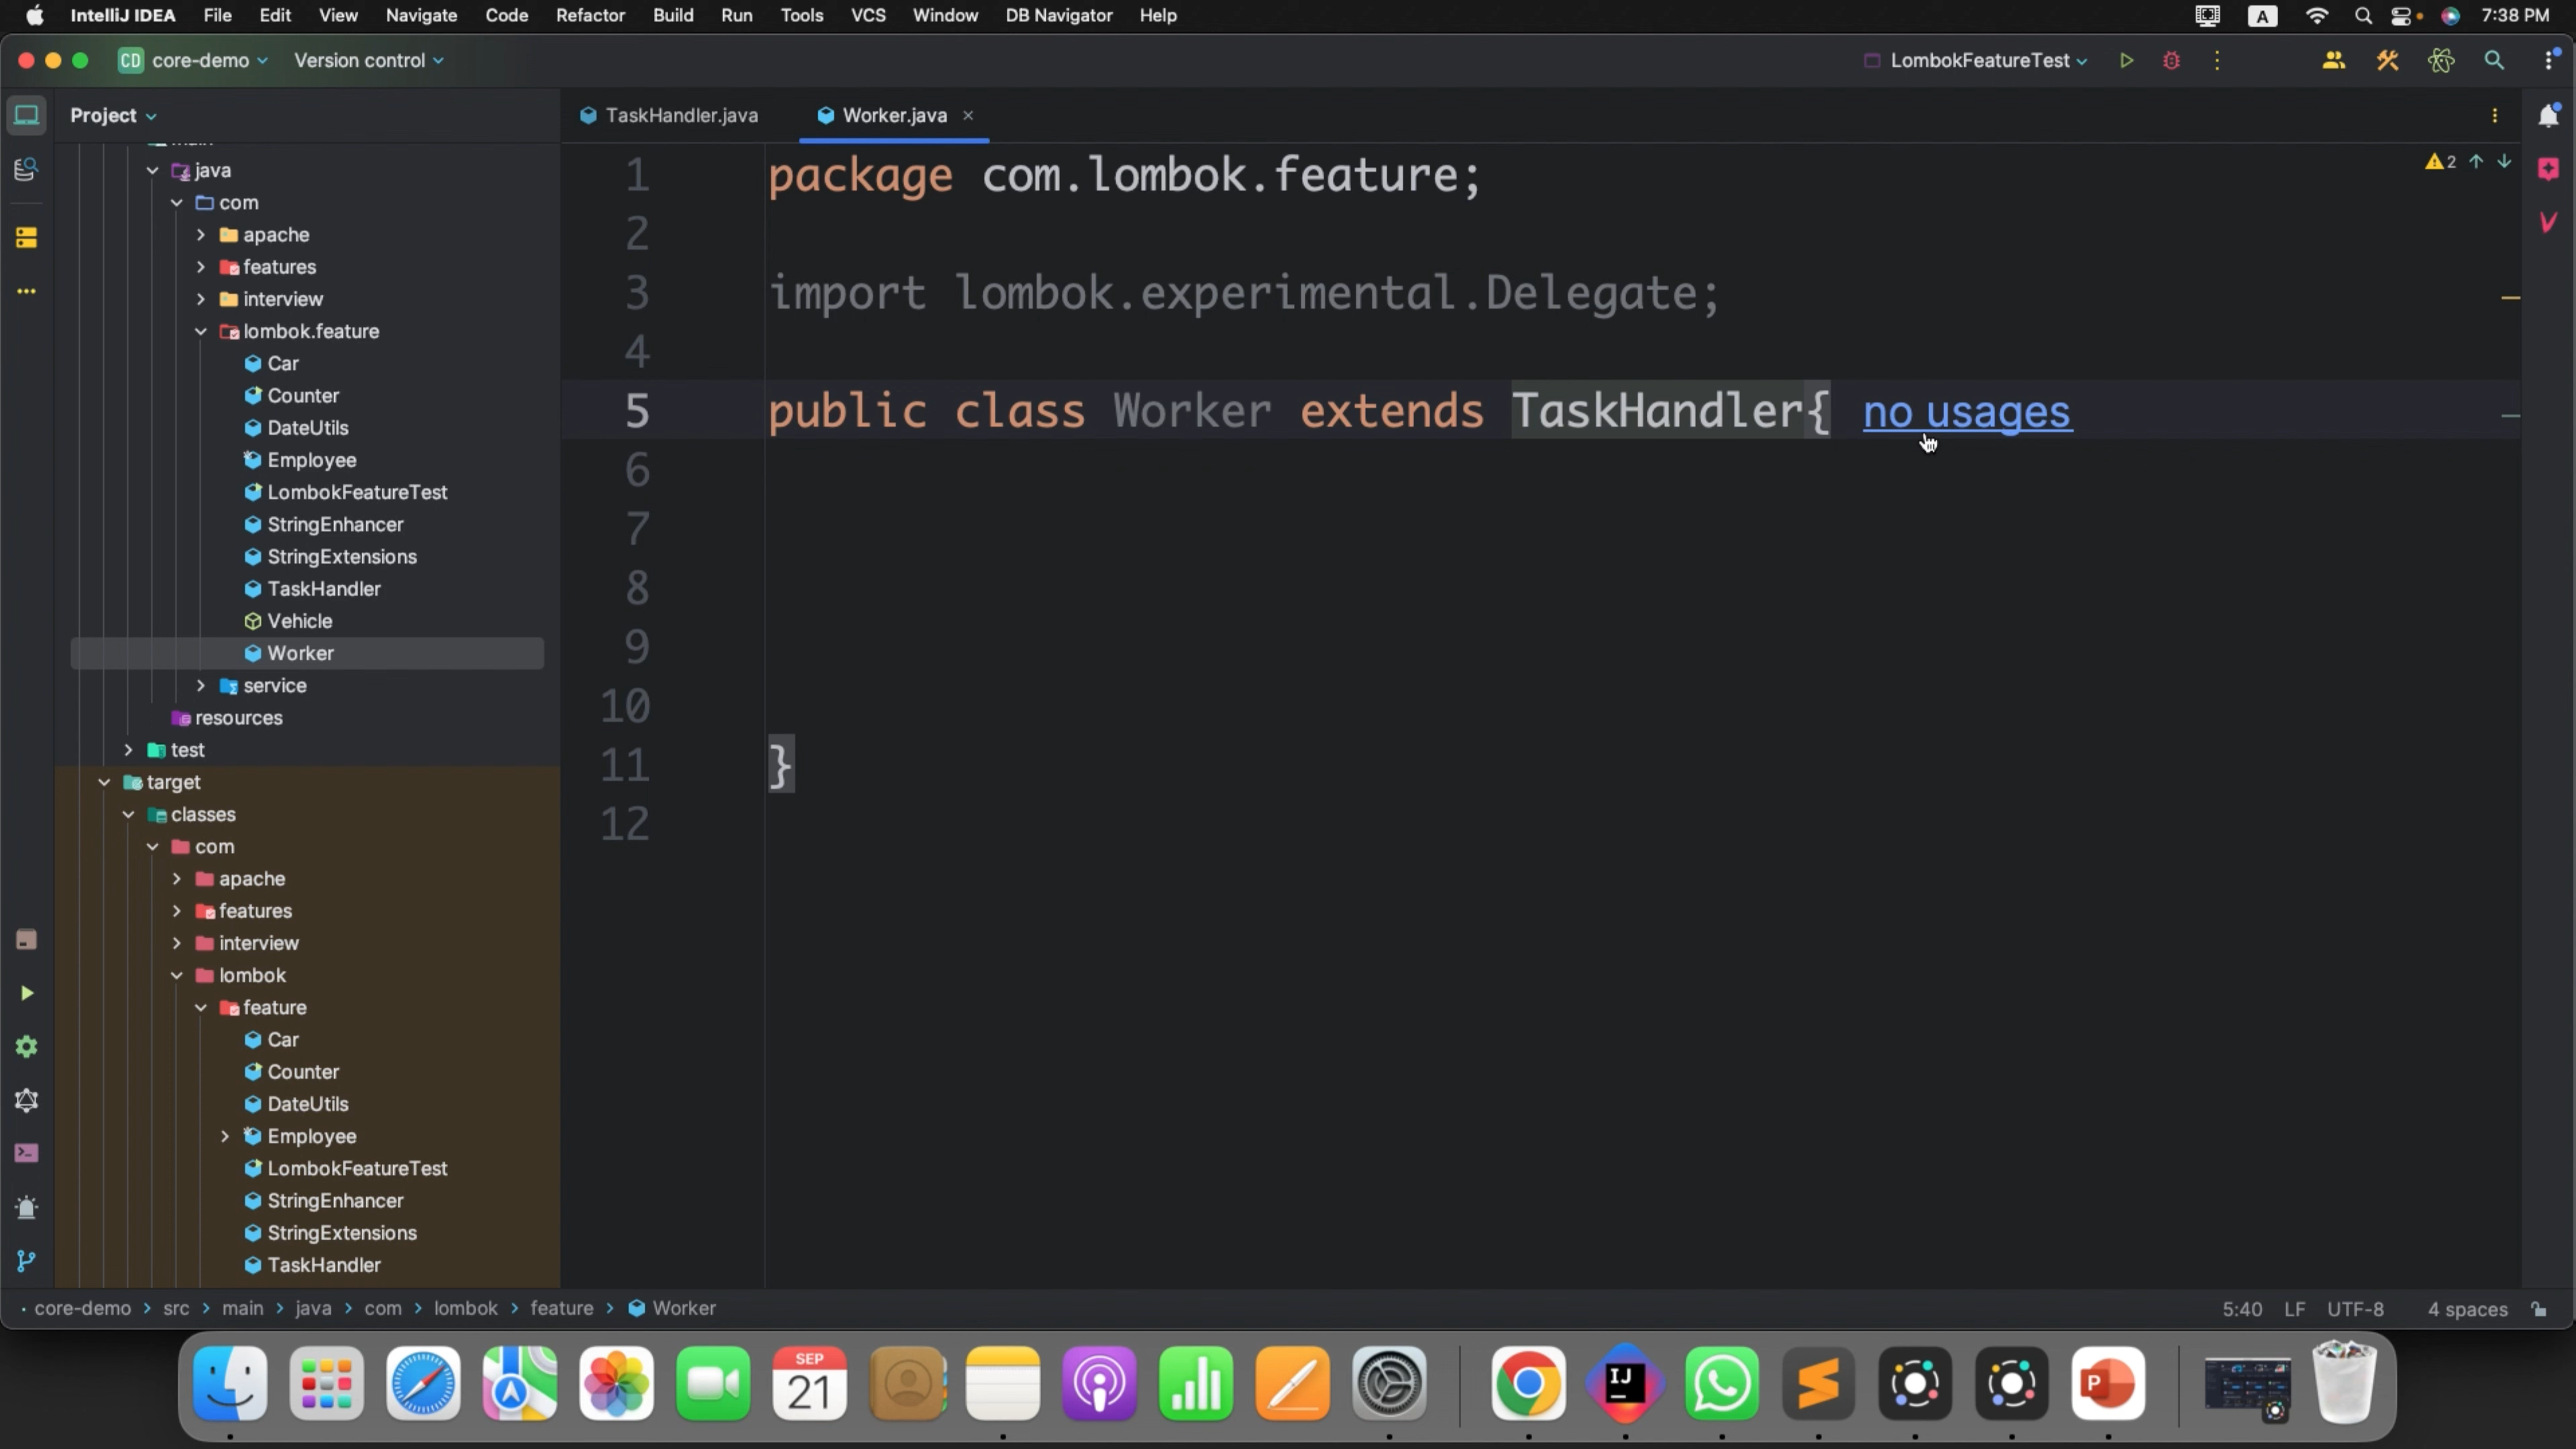 IntelliJ IDEA File Edit View Navigate Code Refactor Build Run Tools VCS Window DB Navigator Help A 7:38 PM
CD core-demo Version control LombokFeatureTest
Project
TaskHandler.java Worker.java
java
com
apache
features
interview
lombok.feature
Car
Counter
DateUtils
Employee
LombokFeatureTest
StringEnhancer
StringExtensions
TaskHandler
Vehicle
Worker
service
resources
test
target
classes
com
apache
features
interview
lombok
feature
Car
Counter
DateUtils
Employee
LombokFeatureTest
StringEnhancer
StringExtensions
TaskHandler
2
1 package com.lombok.feature;
2
3 import lombok.experimental.Delegate;
4
5 public class Worker extends TaskHandler{ no usages
6
7
8
9
10
11 }
12
core-demo > src > main > java > com > lombok > feature > Worker 5:40 LF UTF-8 4 spaces
SEP
21
IJ
P